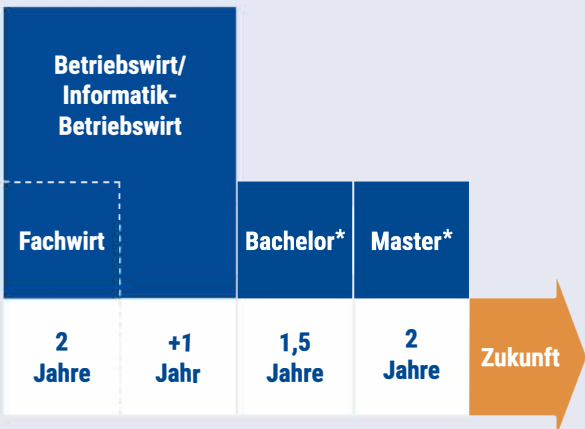 Betriebswirt/
Informatik-
Betriebswirt
Fachwirt
Bachelor*
Master*
2
Jahre
+1
Jahr
1,5
Jahre
2
Jahre
Zukunft